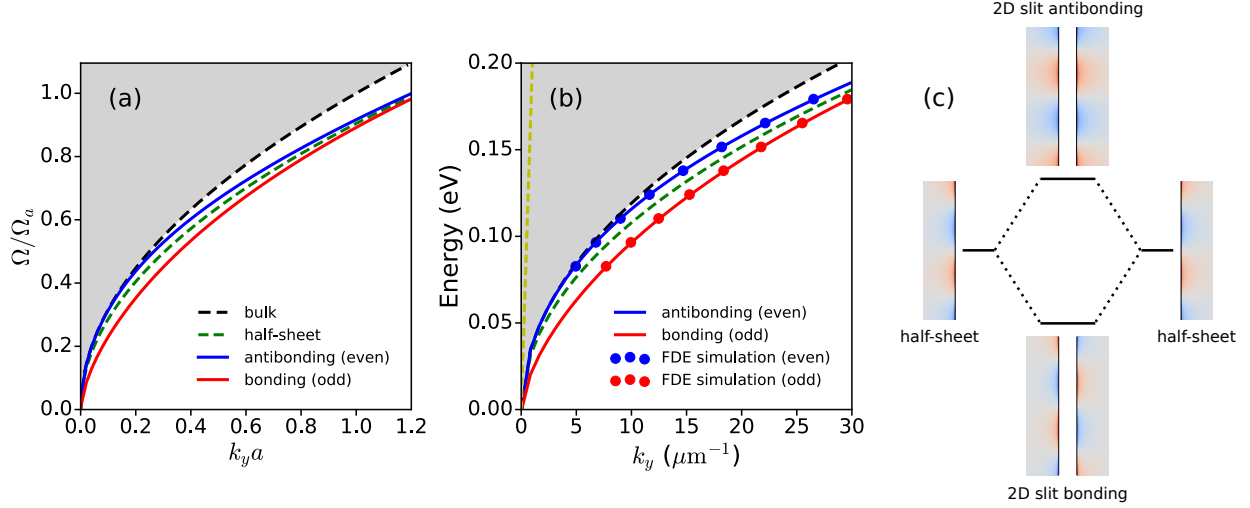 (a)
Ω/Ω_a
1.0
0.8
0.6
0.4
0.2
0.0
bulk
half-sheet
antibonding (even)
bonding (odd)
0.0 0.2 0.4 0.6 0.8 1.0 1.2
k_y a
(b)
Energy (eV)
0.20
0.15
0.10
0.05
0.00
antibonding (even)
bonding (odd)
FDE simulation (even)
FDE simulation (odd)
0 5 10 15 20 25 30
k_y (μm⁻¹)
2D slit antibonding
(c)
half-sheet
half-sheet
2D slit bonding